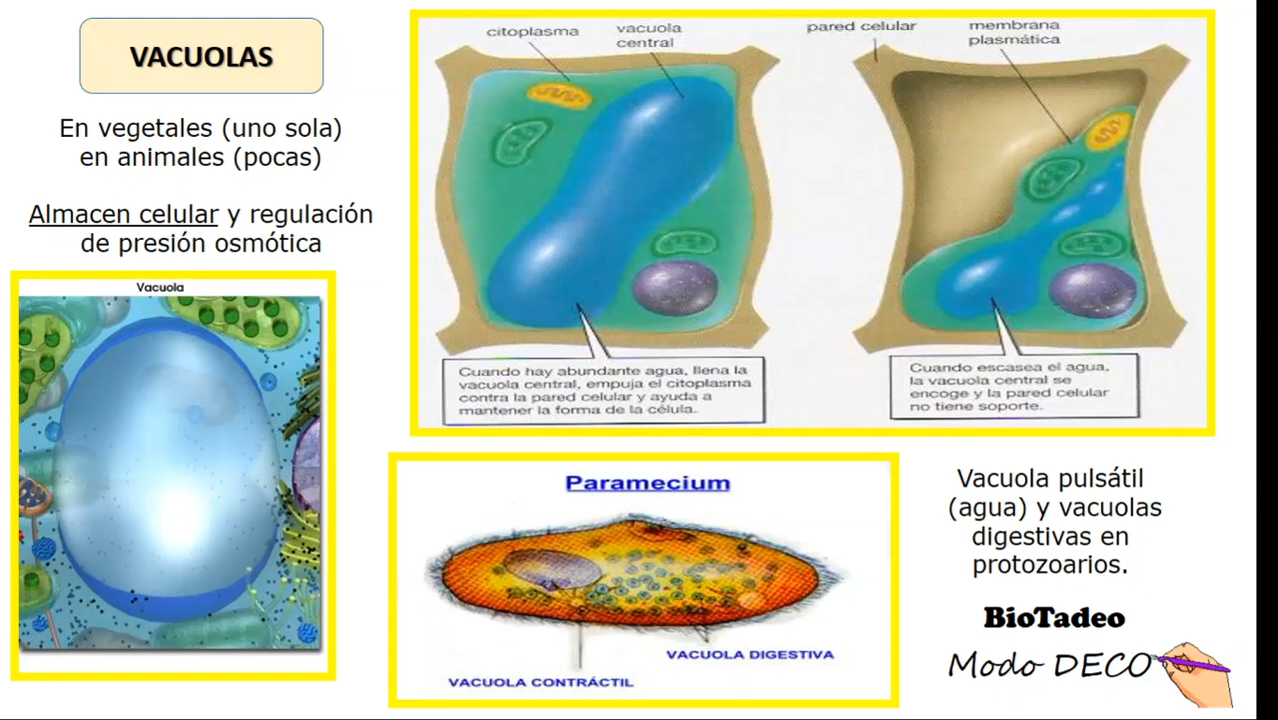 VACUOLAS
En vegetales (uno sola)
en animales (pocas)
Almacen celular y regulación
de presión osmótica
Vacuola
citoplasma
vacuola
central
pared celular
membrana
plasmática
Cuando hay abundante agua, llena la
vacuola central, empuja el citoplasma
contra la pared celular y ayuda a
mantener la forma de la célula.
Cuando escasea el agua,
la vacuola central se
encoge y la pared celular
no tiene soporte.
Paramecium
VACUOLA DIGESTIVA
VACUOLA CONTRÁCTIL
Vacuola pulsátil
(agua) y vacuolas
digestivas en
protozoarios.
BioTadeo
Modo DECO